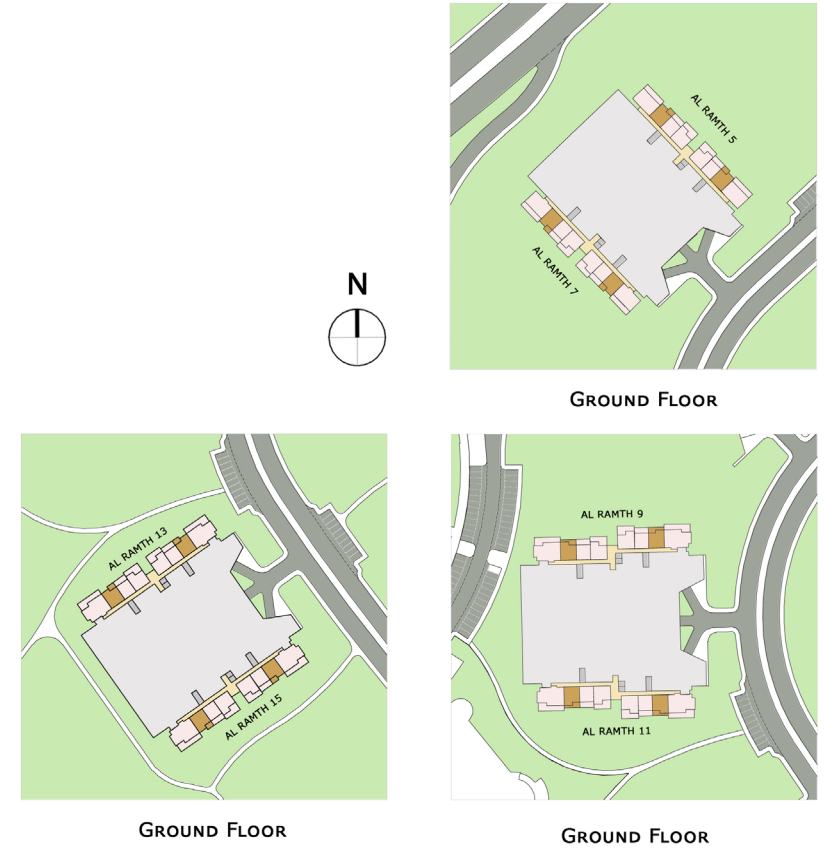 AL RAMTH 5
AL RAMTH 7
N
GROUND FLOOR
AL RAMTH 13
AL RAMTH 15
GROUND FLOOR
AL RAMTH 9
AL RAMTH 11
GROUND FLOOR